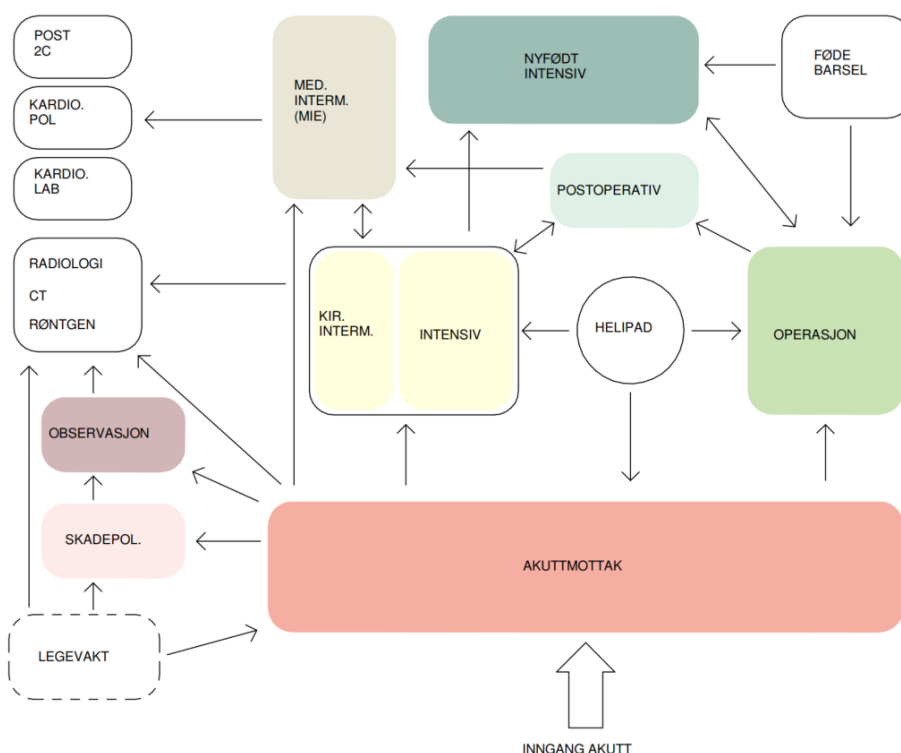 POST
2C
KARDIO.
POL
KARDIO.
LAB
RADIOLOGI
CT
RØNTGEN
MED.
INTERM.
(MIE)
NYFØDT
INTENSIV
FØDE
BARSEL
POSTOPERATIV
KIR.
INTERM.
INTENSIV
HELIPAD
OPERASJON
OBSERVASJON
SKADEPOL.
AKUTTMOTTAK
LEGEVAKT
INNGANG AKUTT